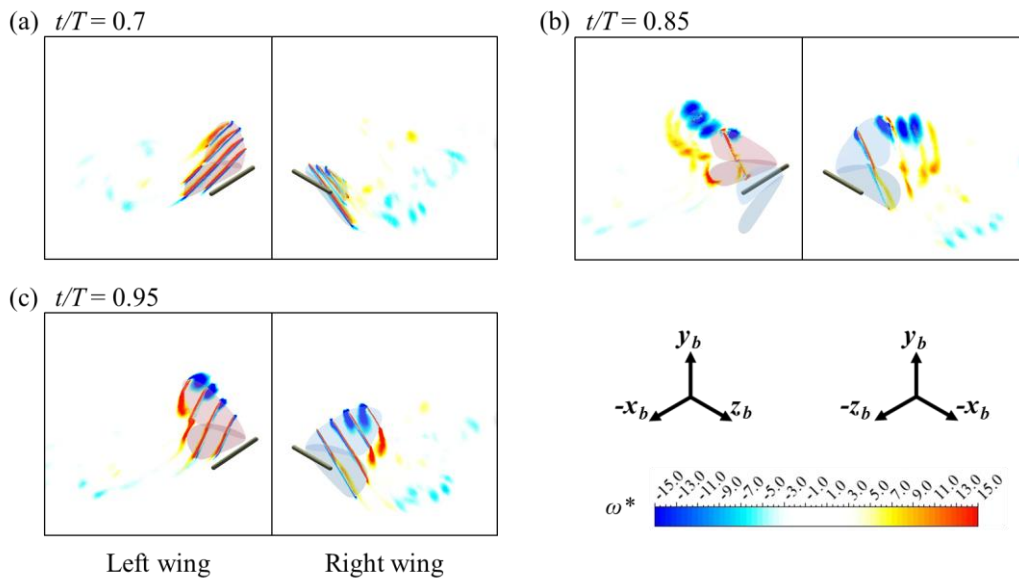 (a) t/T = 0.7
(b) t/T = 0.85
(c) t/T = 0.95
Left wing
Right wing
y_b
-x_b
z_b
y_b
-z_b
-x_b
-15.0 -13.0 -11.0 -9.0 -7.0 -5.0 -3.0 -1.0 1.0 3.0 5.0 7.0 9.0 11.0 13.0 15.0
ω*